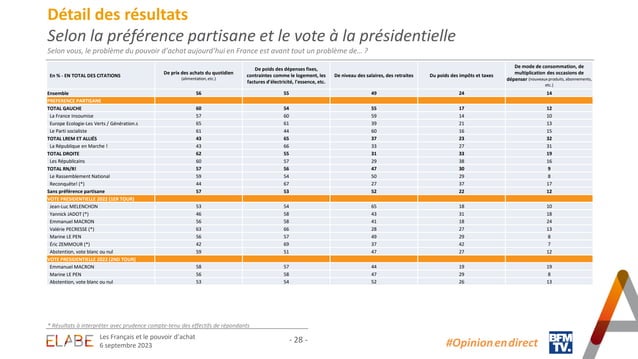 Détail des résultats
Selon la préférence partisane et le vote à la présidentielle
Selon vous, le problème du pouvoir d'achat aujourd'hui en France est avant tout un problème de… ?
En % - EN TOTAL DES CITATIONS | De prix des achats du quotidien (alimentation, etc.) | De poids des dépenses fixes, contraintes comme le logement, les factures d'électricité, l'essence, etc. | De niveau des salaires, des retraites | Du poids des impôts et taxes | De mode de consommation, de multiplication des occasions de dépenser (nouveaux produits, abonnements, etc.)
Ensemble 56 55 49 24 14
PREFERENCE PARTISANE
TOTAL GAUCHE 60 54 55 17 12
La France Insoumise 57 60 59 14 10
Europe Ecologie-Les Verts / Génération.s 65 61 39 21 13
Le Parti socialiste 61 44 60 16 15
TOTAL LREM ET ALLIÉS 43 65 37 23 32
La République en Marche ! 43 66 33 27 31
TOTAL DROITE 62 55 31 33 19
Les Républicains 60 57 29 38 16
TOTAL RN/R! 57 56 47 30 9
Le Rassemblement National 59 54 50 29 8
Reconquête! (*) 44 67 27 37 17
Sans préférence partisane 57 53 52 22 12
VOTE PRESIDENTIELLE 2022 (1ER TOUR)
Jean-Luc MELENCHON 53 54 65 18 10
Yannick JADOT (*) 46 58 43 31 18
Emmanuel MACRON 56 58 41 18 24
Valérie PECRESSE (*) 63 66 28 27 13
Marine LE PEN 56 57 49 29 8
Éric ZEMMOUR (*) 42 69 37 42 7
Abstention, vote blanc ou nul 59 51 47 27 12
VOTE PRESIDENTIELLE 2022 (2ND TOUR)
Emmanuel MACRON 58 57 44 19 19
Marine LE PEN 56 58 47 29 8
Abstention, vote blanc ou nul 53 54 52 26 13
* Résultats à interpréter avec prudence compte-tenu des effectifs de répondants
ELABE
Les Français et le pouvoir d'achat
6 septembre 2023
- 28 -
#Opinion en direct
BFM
TV.